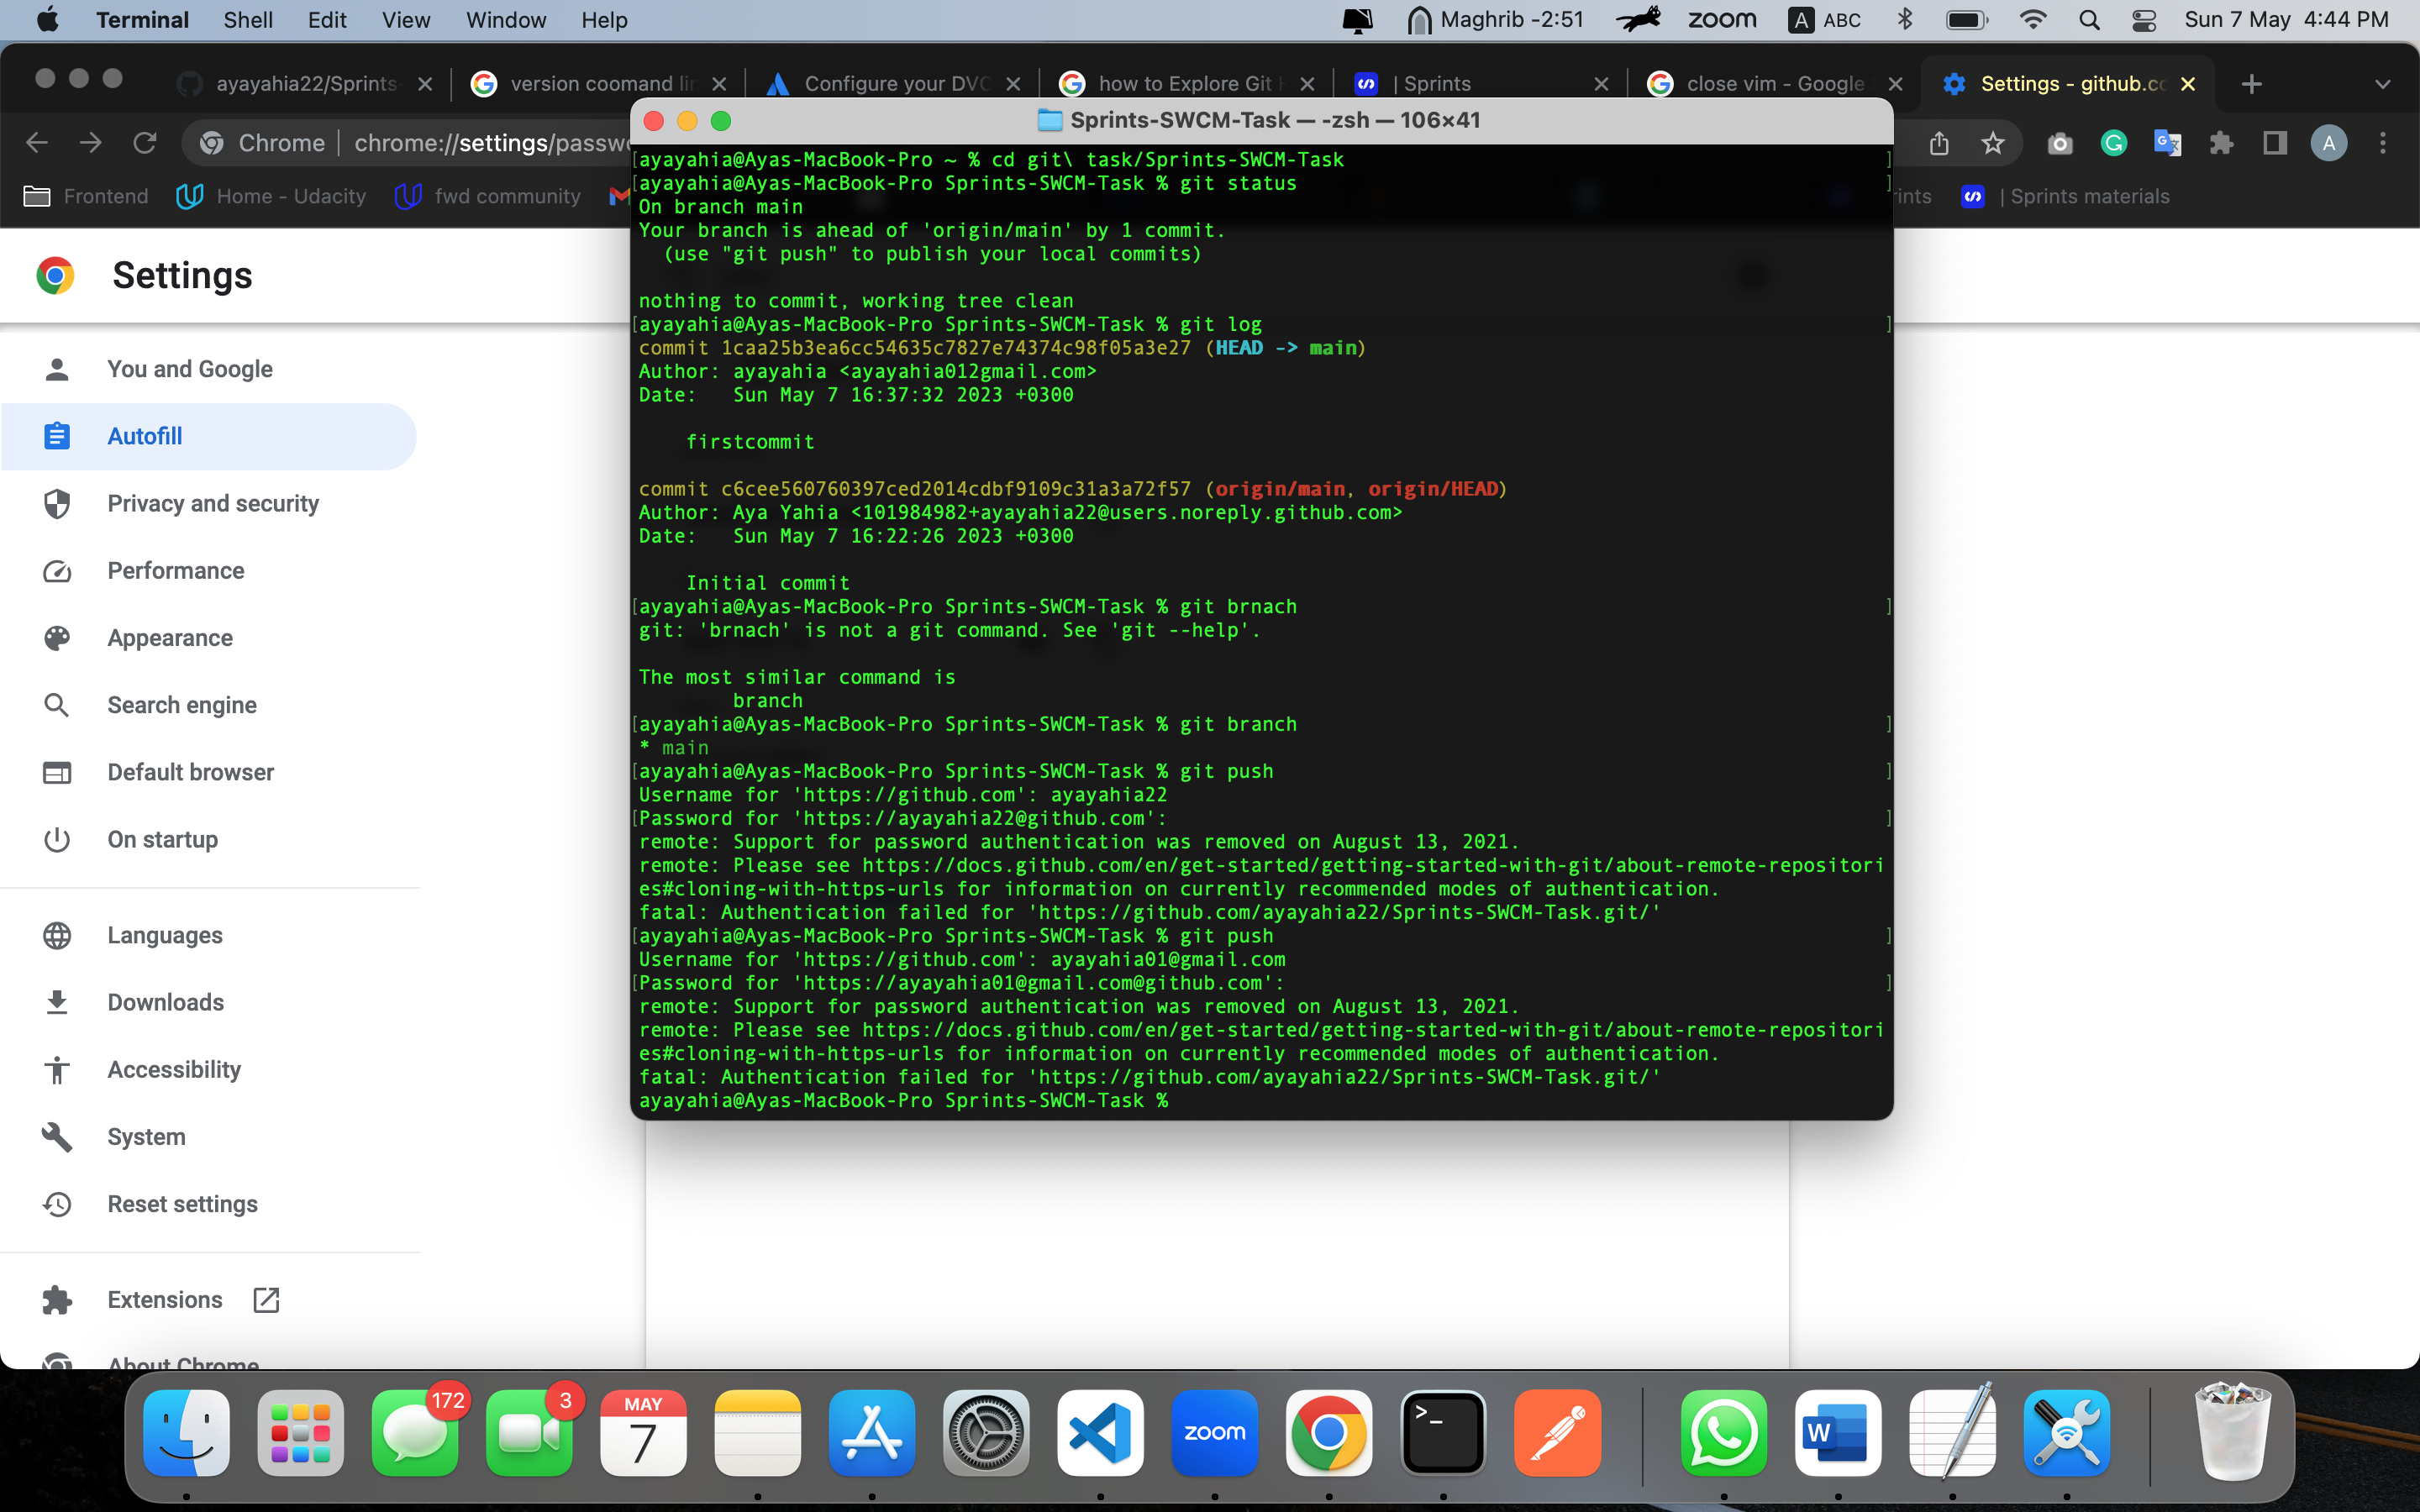 Terminal Shell Edit View Window Help Maghrib -2:51 zoom A ABC Sun 7 May 4:44 PM
ayayahia22/Sprints- version coomand lin Configure your DVC how to Explore Git H | Sprints close vim - Google Settings - github.co
Chrome | chrome://settings/passwo A
Frontend Home - Udacity fwd community rints | Sprints materials
Sprints-SWCM-Task — -zsh — 106×41
Settings
You and Google
Autofill
Privacy and security
Performance
Appearance
Search engine
Default browser
On startup
Languages
Downloads
Accessibility
System
Reset settings
Extensions
About Chrome
[ayayahia@Ayas-MacBook-Pro ~ % cd git\ task/Sprints-SWCM-Task ]
[ayayahia@Ayas-MacBook-Pro Sprints-SWCM-Task % git status ]
On branch main
Your branch is ahead of 'origin/main' by 1 commit.
(use "git push" to publish your local commits)
nothing to commit, working tree clean
[ayayahia@Ayas-MacBook-Pro Sprints-SWCM-Task % git log ]
commit 1caa25b3ea6cc54635c7827e74374c98f05a3e27 (HEAD -> main)
Author: ayayahia <ayayahia012gmail.com>
Date: Sun May 7 16:37:32 2023 +0300
firstcommit
commit c6cee560760397ced2014cdbf9109c31a3a72f57 (origin/main, origin/HEAD)
Author: Aya Yahia <101984982+ayayahia22@users.noreply.github.com>
Date: Sun May 7 16:22:26 2023 +0300
Initial commit
[ayayahia@Ayas-MacBook-Pro Sprints-SWCM-Task % git brnach ]
git: 'brnach' is not a git command. See 'git --help'.
The most similar command is
branch
[ayayahia@Ayas-MacBook-Pro Sprints-SWCM-Task % git branch ]
* main
[ayayahia@Ayas-MacBook-Pro Sprints-SWCM-Task % git push ]
Username for 'https://github.com': ayayahia22
[Password for 'https://ayayahia22@github.com': ]
remote: Support for password authentication was removed on August 13, 2021.
remote: Please see https://docs.github.com/en/get-started/getting-started-with-git/about-remote-repositori
es#cloning-with-https-urls for information on currently recommended modes of authentication.
fatal: Authentication failed for 'https://github.com/ayayahia22/Sprints-SWCM-Task.git/'
[ayayahia@Ayas-MacBook-Pro Sprints-SWCM-Task % git push ]
Username for 'https://github.com': ayayahia01@gmail.com
[Password for 'https://ayayahia01@gmail.com@github.com': ]
remote: Support for password authentication was removed on August 13, 2021.
remote: Please see https://docs.github.com/en/get-started/getting-started-with-git/about-remote-repositori
es#cloning-with-https-urls for information on currently recommended modes of authentication.
fatal: Authentication failed for 'https://github.com/ayayahia22/Sprints-SWCM-Task.git/'
ayayahia@Ayas-MacBook-Pro Sprints-SWCM-Task %
172 3 MAY
7 zoom >_ W